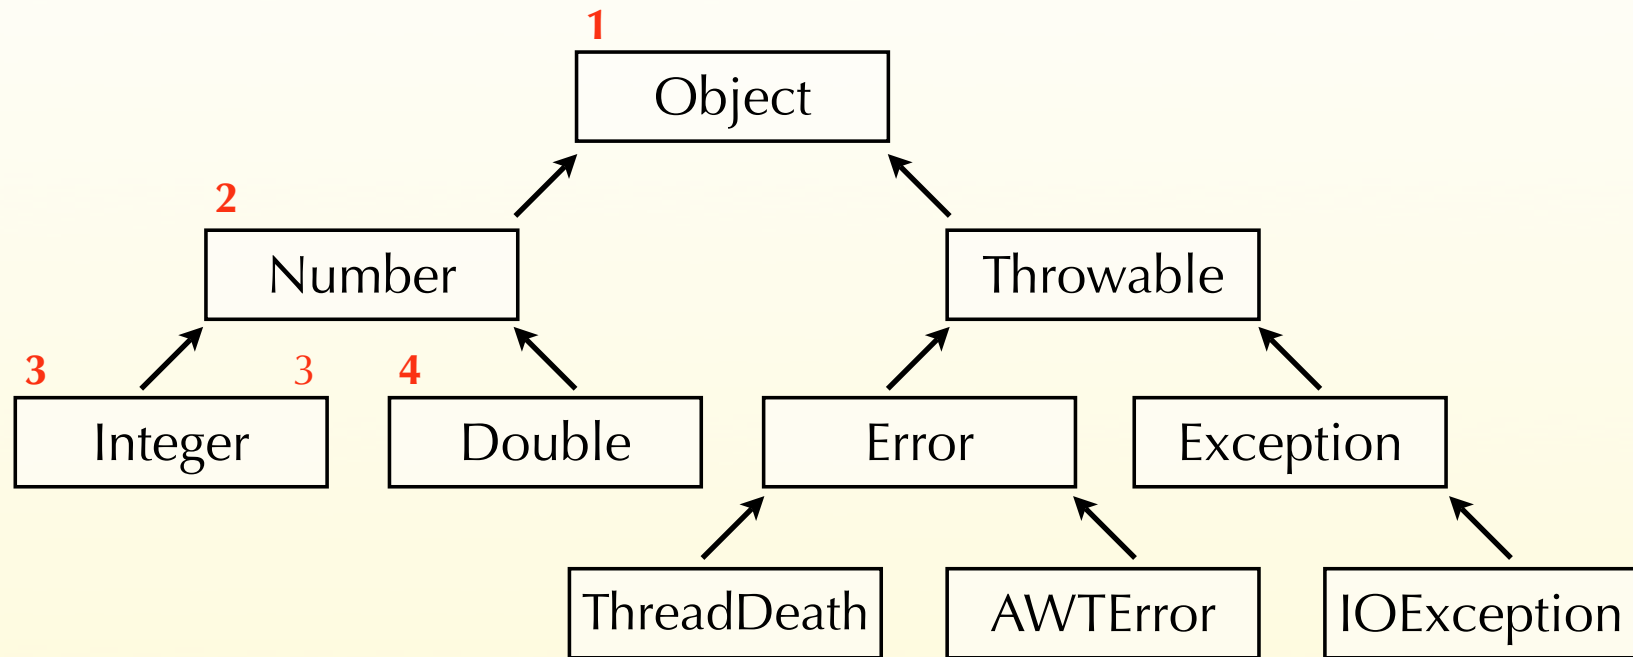 1
Object
2
Number Throwable
3 3 4
Integer Double Error Exception
ThreadDeath AWTError IOException